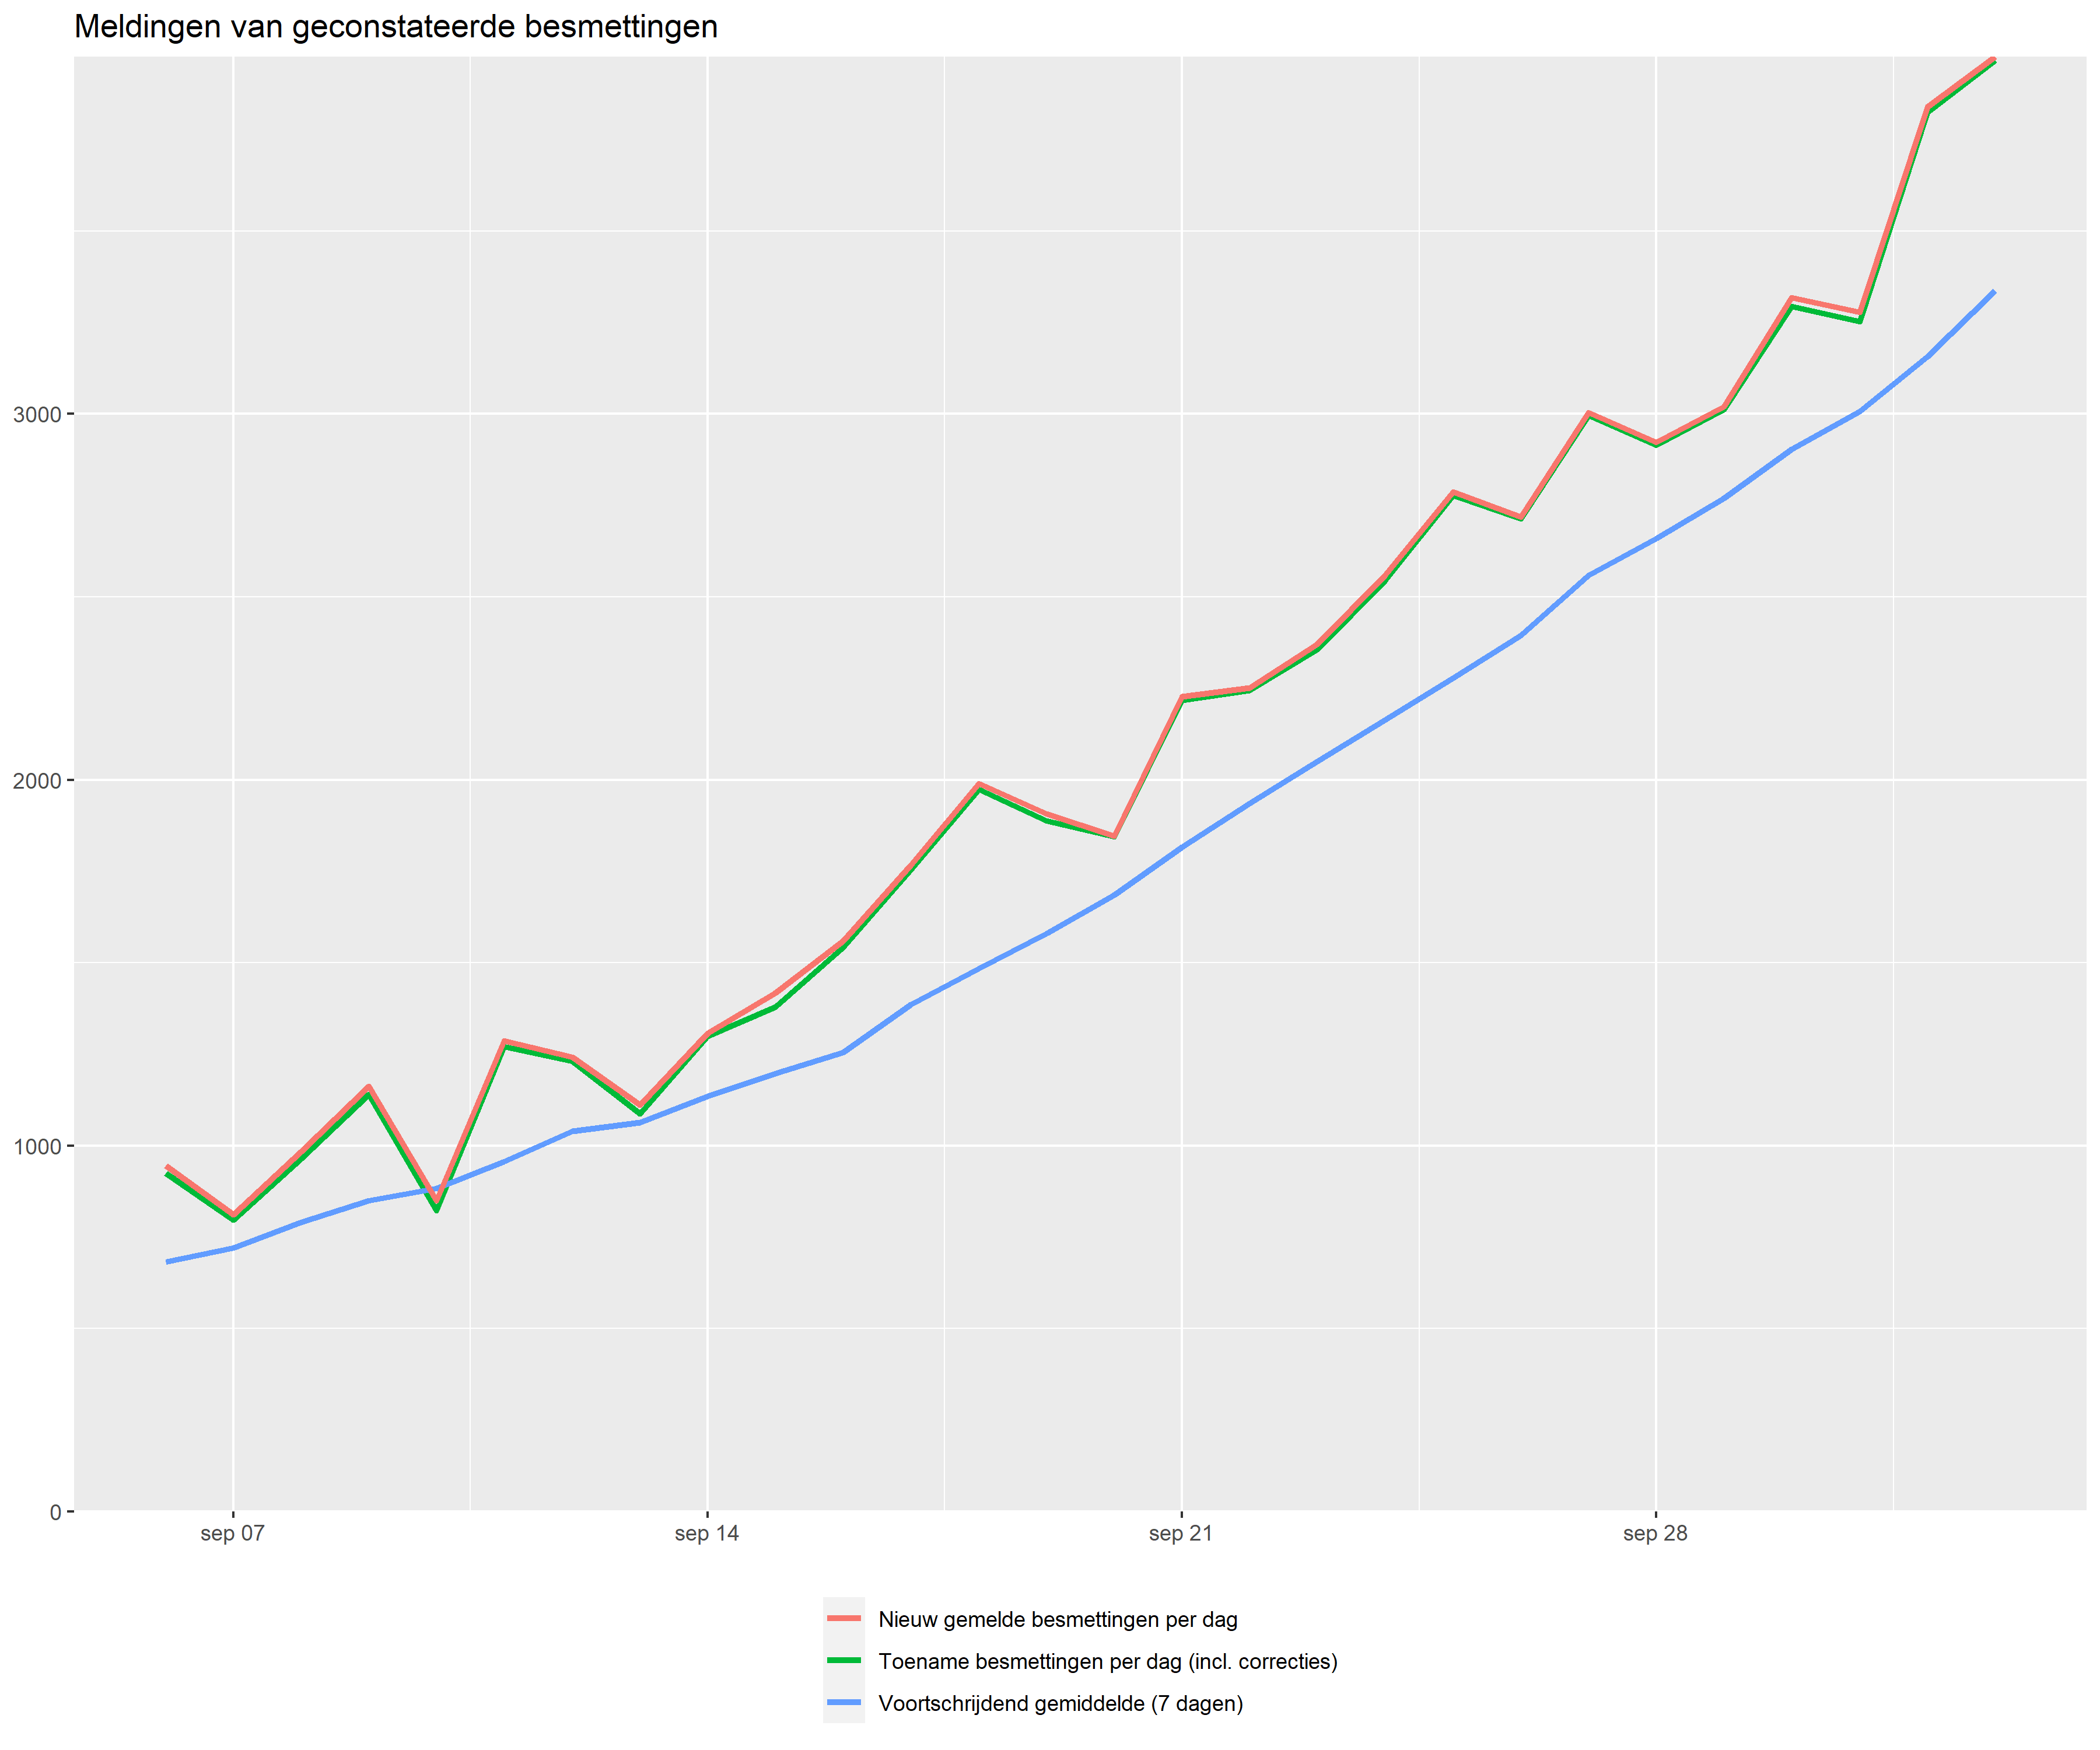 Meldingen van geconstateerde besmettingen
3000
2000
1000
0
sep 07
sep 14
sep 21
sep 28
Nieuw gemelde besmettingen per dag
Toename besmettingen per dag (incl. correcties)
Voortschrijdend gemiddelde (7 dagen)